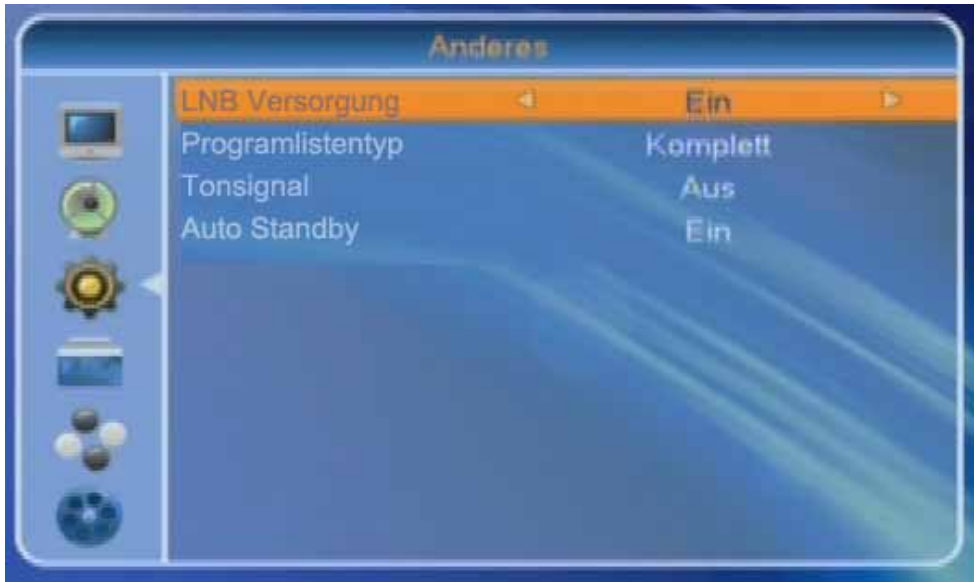 Anderes
LNB Versorgung Ein
Programlistentyp Komplett
Tonsignal Aus
Auto Standby Ein